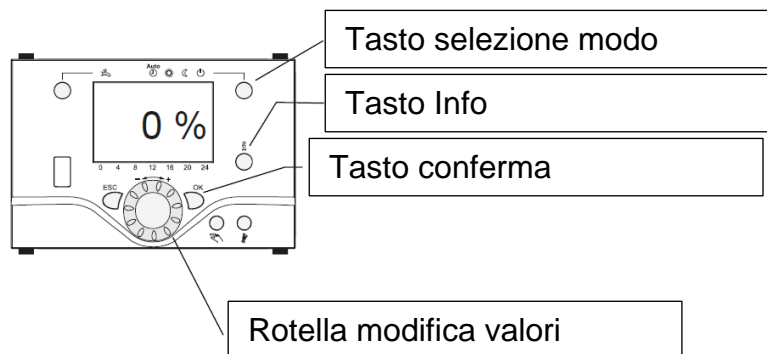 Tasto selezione modo
Auto
0 %
Tasto Info
0 4 8 12 16 20 24
Tasto conferma
ESC
- +
OK
Rotella modifica valori